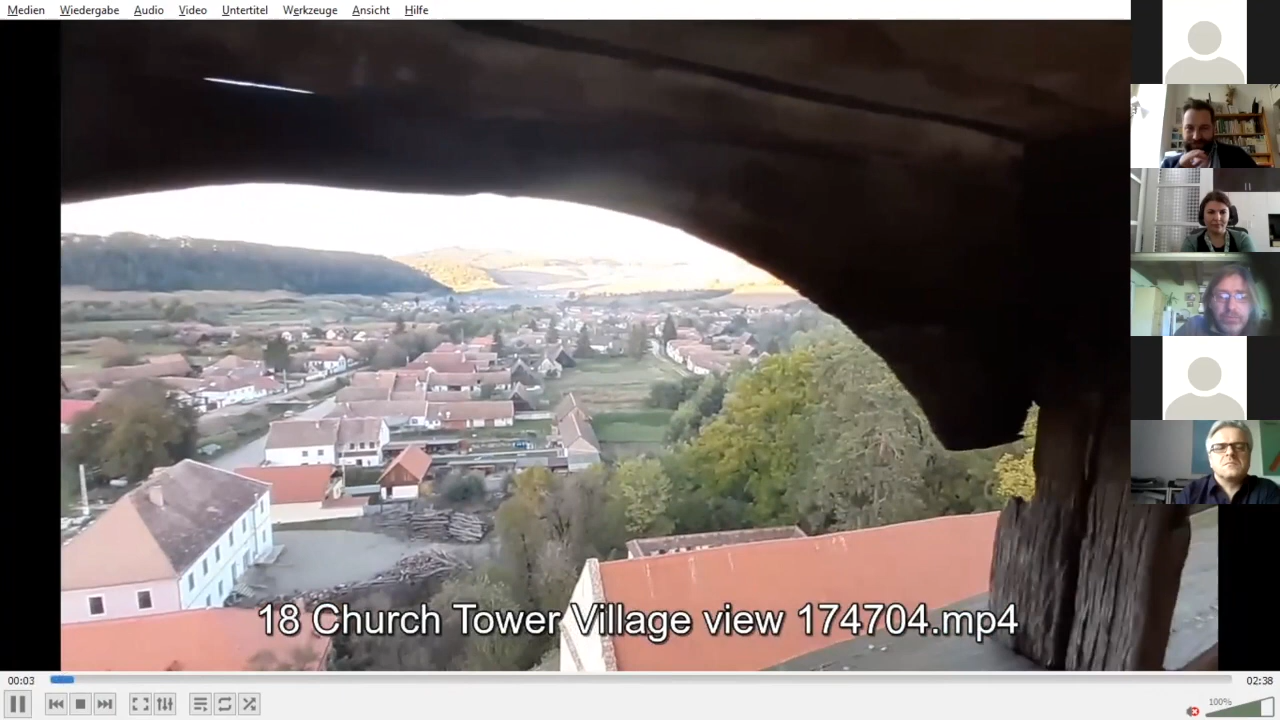 Medien Wiedergabe Audio Video Untertitel Werkzeuge Ansicht Hilfe
18 Church Tower Village view 174704.mp4
00:03
02:38
100%